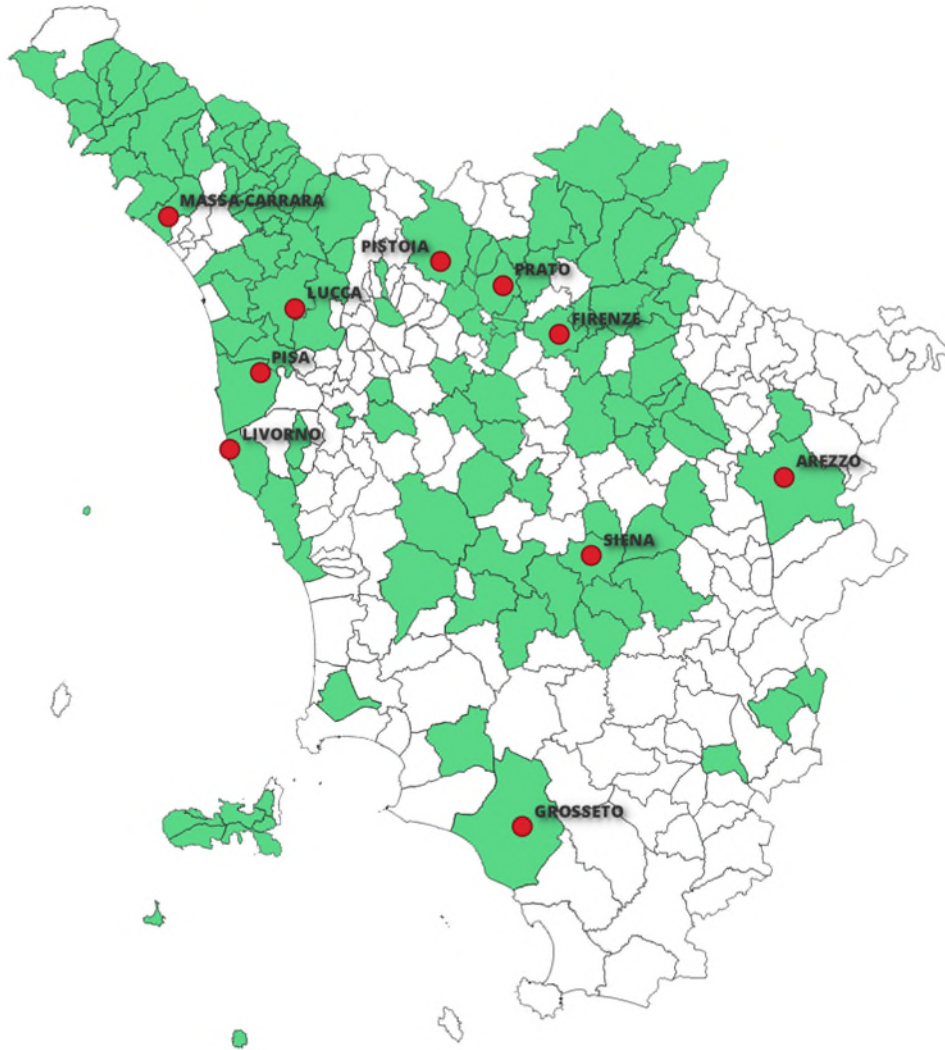 MASSA-CARRARA
PISTOIA
PRATO
LUCCA
FIRENZE
PISA
LIVORNO
AREZZO
SIENA
GROSSETO